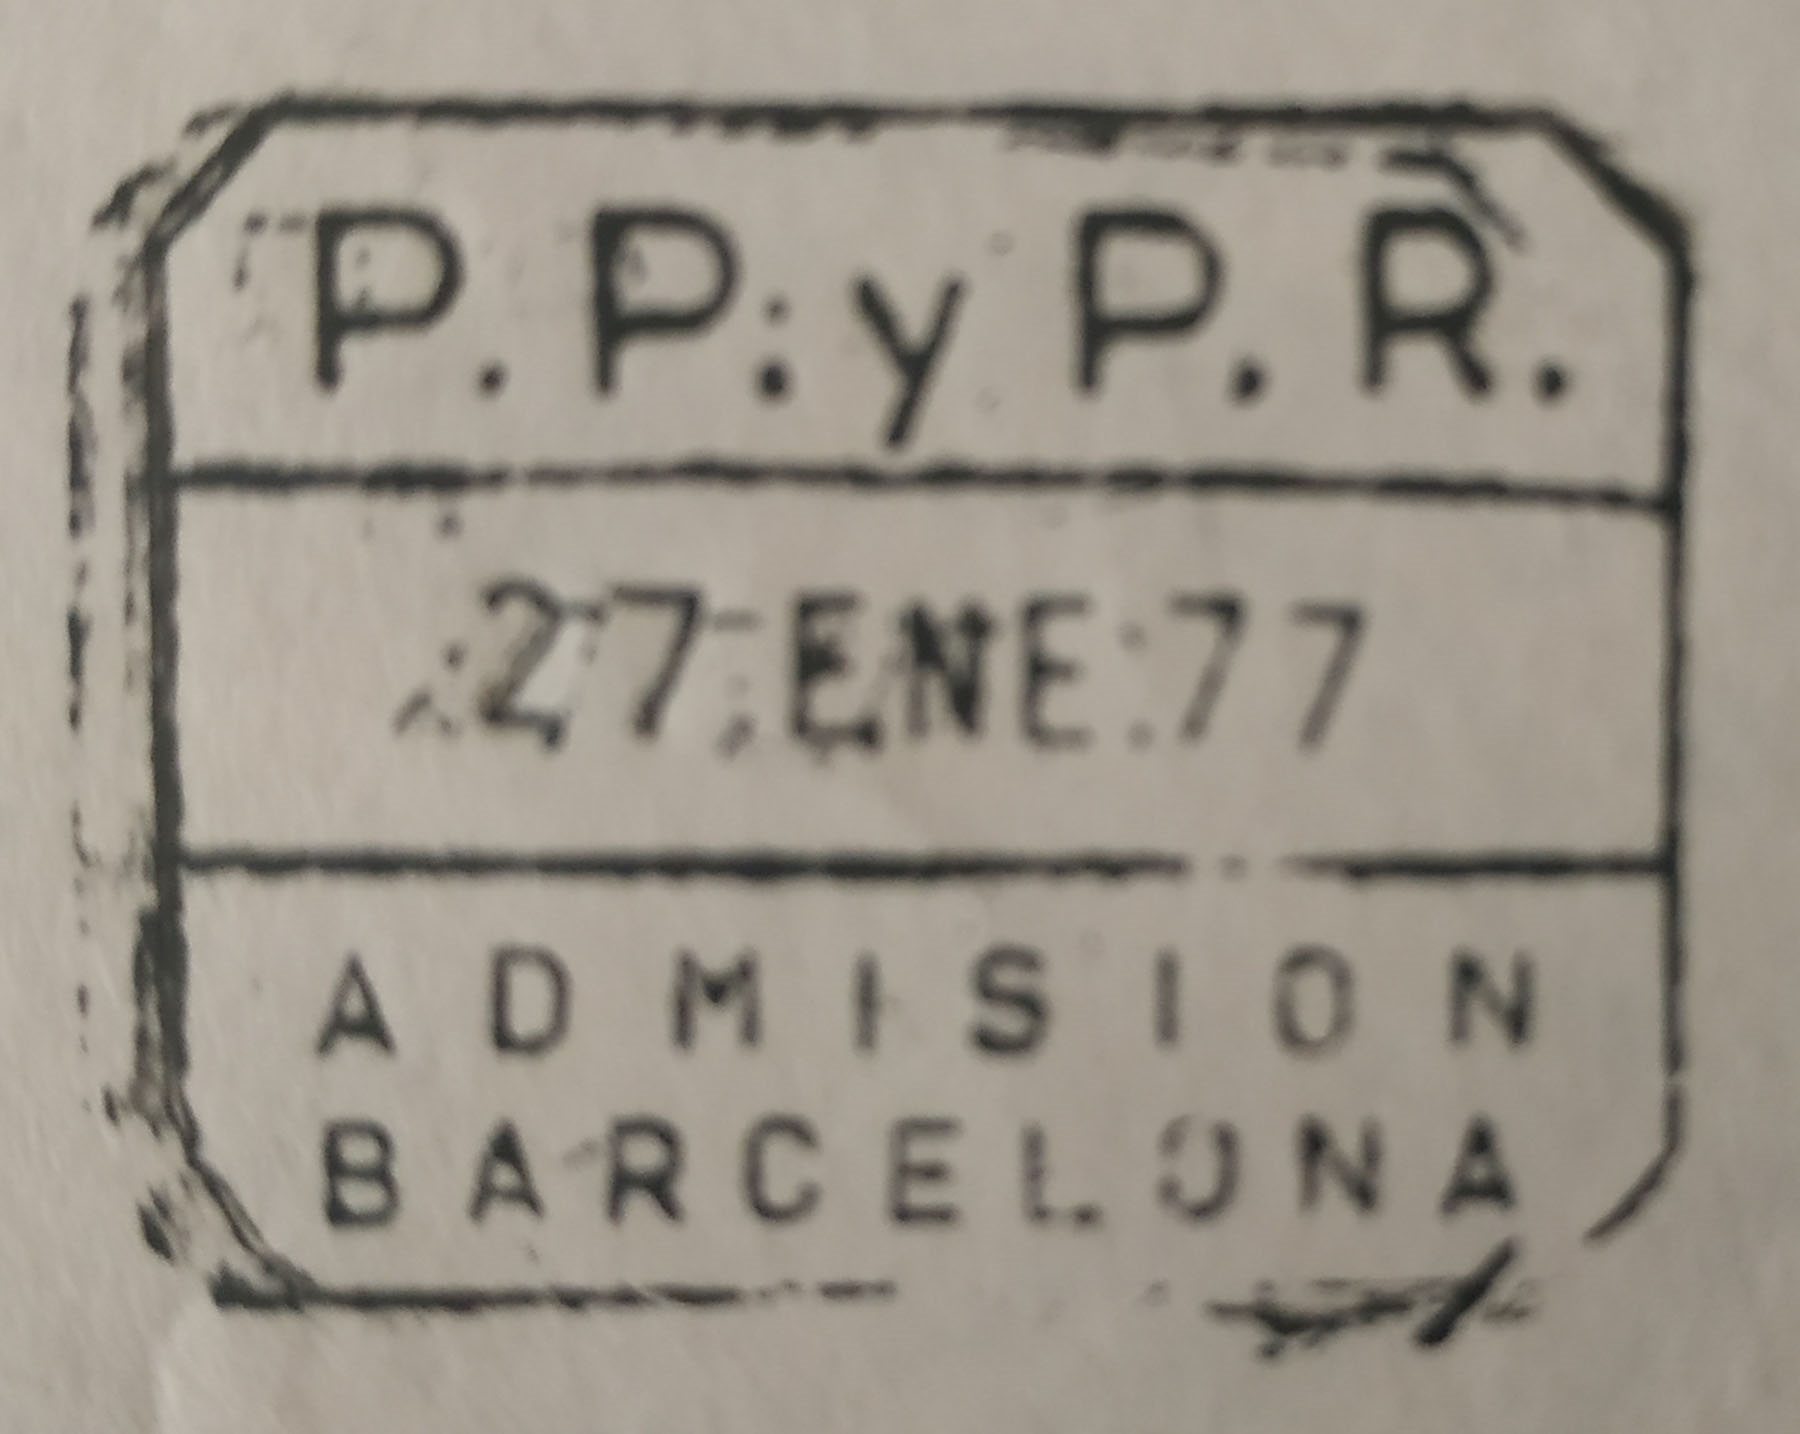 P. P. y P. R.
27 ENE 77
ADMISION
BARCELONA